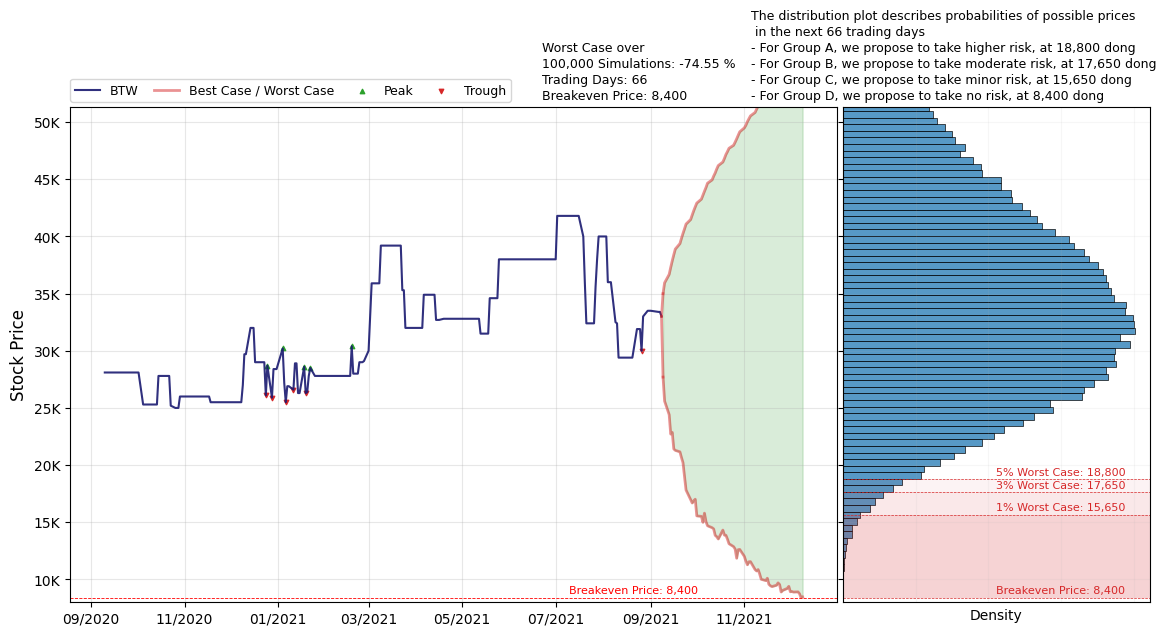 The distribution plot describes probabilities of possible prices
in the next 66 trading days
- For Group A, we propose to take higher risk, at 18,800 dong
- For Group B, we propose to take moderate risk, at 17,650 dong
- For Group C, we propose to take minor risk, at 15,650 dong
- For Group D, we propose to take no risk, at 8,400 dong
Worst Case over
100,000 Simulations: -74.55 %
Trading Days: 66
Breakeven Price: 8,400
BTW
Best Case / Worst Case
Peak
Trough
Stock Price
50K
45K
40K
35K
30K
25K
20K
15K
10K
Breakeven Price: 8,400
09/2020
11/2020
01/2021
03/2021
05/2021
07/2021
09/2021
11/2021
5% Worst Case: 18,800
3% Worst Case: 17,650
1% Worst Case: 15,650
Breakeven Price: 8,400
Density